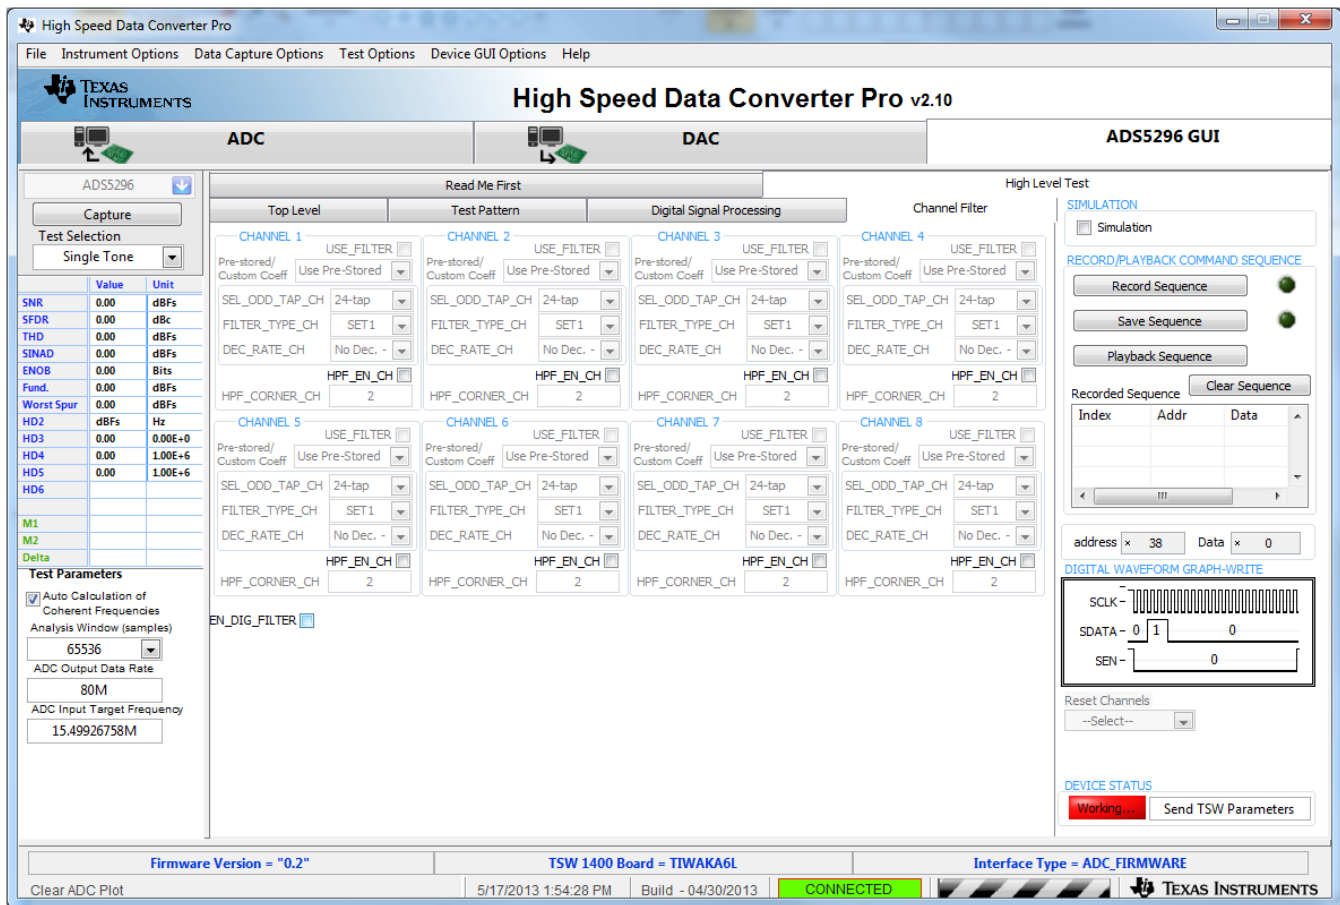 High Speed Data Converter Pro
File Instrument Options Data Capture Options Test Options Device GUI Options Help
TEXAS INSTRUMENTS
High Speed Data Converter Pro v2.10
ADC
DAC
ADS5296 GUI
ADS5296
Capture
Test Selection
Single Tone
Value Unit
SNR 0.00 dBFs
SFDR 0.00 dBc
THD 0.00 dBFs
SINAD 0.00 dBFs
ENOB 0.00 Bits
Fund. 0.00 dBFs
Worst Spur 0.00 dBFs
HD2 dBFs Hz
HD3 0.00 0.00E+0
HD4 0.00 1.00E+6
HD5 0.00 1.00E+6
HD6
M1
M2
Delta
Test Parameters
Auto Calculation of
Coherent Frequencies
Analysis Window (samples)
65536
ADC Output Data Rate
80M
ADC Input Target Frequency
15.49926758M
Read Me First
High Level Test
Top Level
Test Pattern
Digital Signal Processing
Channel Filter
CHANNEL 1
USE_FILTER
Pre-stored/
Custom Coeff Use Pre-Stored
SEL_ODD_TAP_CH 24-tap
FILTER_TYPE_CH SET1
DEC_RATE_CH No Dec. -
HPF_EN_CH
HPF_CORNER_CH 2
CHANNEL 2
USE_FILTER
Pre-stored/
Custom Coeff Use Pre-Stored
SEL_ODD_TAP_CH 24-tap
FILTER_TYPE_CH SET1
DEC_RATE_CH No Dec. -
HPF_EN_CH
HPF_CORNER_CH 2
CHANNEL 3
USE_FILTER
Pre-stored/
Custom Coeff Use Pre-Stored
SEL_ODD_TAP_CH 24-tap
FILTER_TYPE_CH SET1
DEC_RATE_CH No Dec. -
HPF_EN_CH
HPF_CORNER_CH 2
CHANNEL 4
USE_FILTER
Pre-stored/
Custom Coeff Use Pre-Stored
SEL_ODD_TAP_CH 24-tap
FILTER_TYPE_CH SET1
DEC_RATE_CH No Dec. -
HPF_EN_CH
HPF_CORNER_CH 2
CHANNEL 5
USE_FILTER
Pre-stored/
Custom Coeff Use Pre-Stored
SEL_ODD_TAP_CH 24-tap
FILTER_TYPE_CH SET1
DEC_RATE_CH No Dec. -
HPF_EN_CH
HPF_CORNER_CH 2
CHANNEL 6
USE_FILTER
Pre-stored/
Custom Coeff Use Pre-Stored
SEL_ODD_TAP_CH 24-tap
FILTER_TYPE_CH SET1
DEC_RATE_CH No Dec. -
HPF_EN_CH
HPF_CORNER_CH 2
CHANNEL 7
USE_FILTER
Pre-stored/
Custom Coeff Use Pre-Stored
SEL_ODD_TAP_CH 24-tap
FILTER_TYPE_CH SET1
DEC_RATE_CH No Dec. -
HPF_EN_CH
HPF_CORNER_CH 2
CHANNEL 8
USE_FILTER
Pre-stored/
Custom Coeff Use Pre-Stored
SEL_ODD_TAP_CH 24-tap
FILTER_TYPE_CH SET1
DEC_RATE_CH No Dec. -
HPF_EN_CH
HPF_CORNER_CH 2
EN_DIG_FILTER
SIMULATION
Simulation
RECORD/PLAYBACK COMMAND SEQUENCE
Record Sequence
Save Sequence
Playback Sequence
Recorded Sequence Clear Sequence
Index Addr Data
address × 38 Data × 0
DIGITAL WAVEFORM GRAPH-WRITE
SCLK -
SDATA - 0 1 0
SEN - 0
Reset Channels
--Select--
DEVICE STATUS
Working... Send TSW Parameters
Firmware Version = "0.2" TSW 1400 Board = TIWAKA6L Interface Type = ADC_FIRMWARE
Clear ADC Plot 5/17/2013 1:54:28 PM Build - 04/30/2013 CONNECTED TEXAS INSTRUMENTS